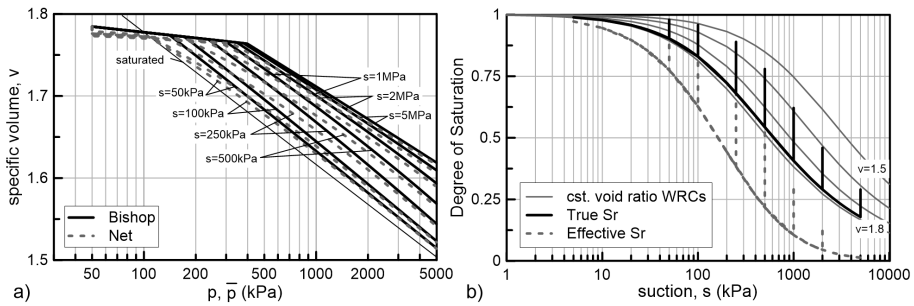 1.8
1.7
1.6
1.5
specific volume, v
saturated
s=50kPa
s=100kPa
s=250kPa
s=500kPa
s=1MPa
s=2MPa
s=5MPa
Bishop
Net
50 100 200 500 1000 2000 5000
p, p̅ (kPa)
a)
1
0.75
0.5
0.25
0
Degree of Saturation
v=1.5
v=1.8
cst. void ratio WRCs
True Sr
Effective Sr
1 10 100 1000 10000
suction, s (kPa)
b)